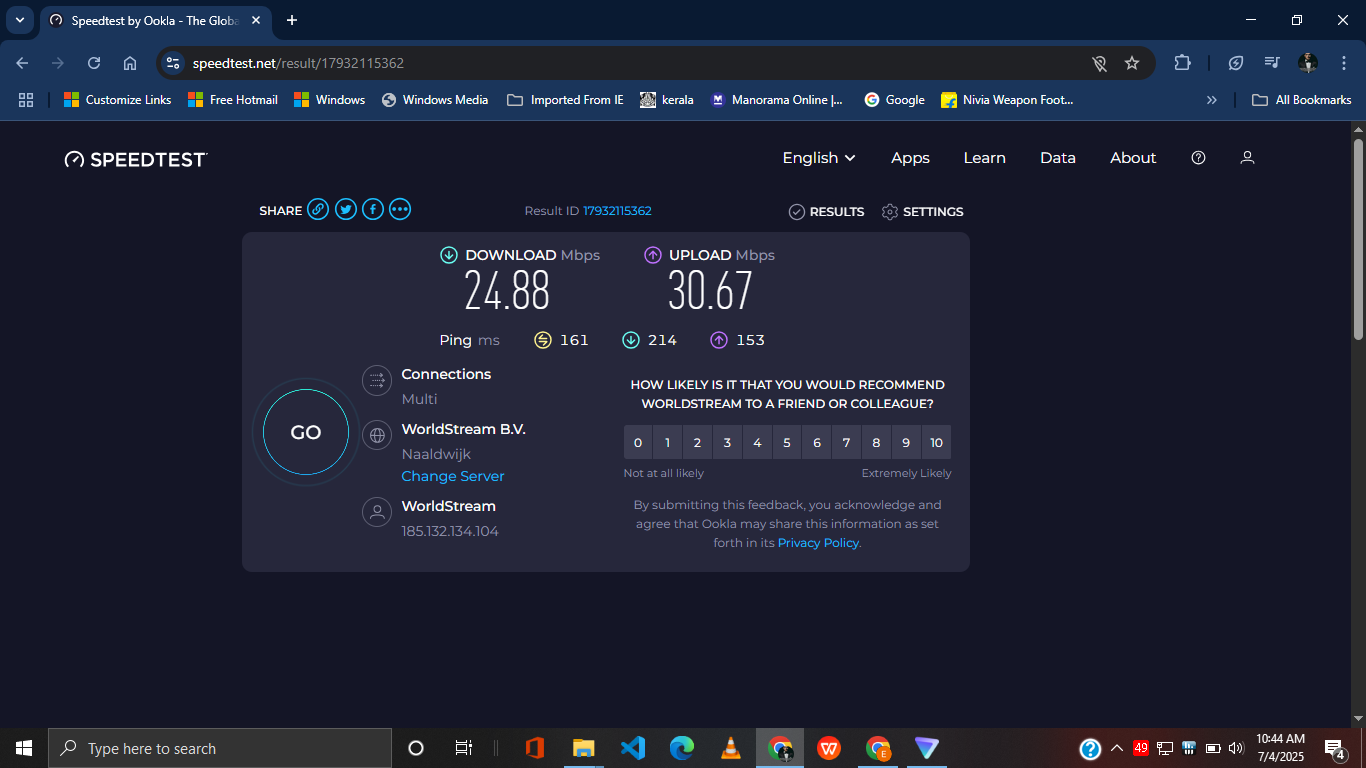 Speedtest by Ookla - The Globa
speedtest.net/result/17932115362
Customize Links
Free Hotmail
Windows
Windows Media
Imported From IE
kerala
Manorama Online |...
Google
Nivia Weapon Foot...
All Bookmarks
SPEEDTEST
English
Apps
Learn
Data
About
SHARE
Result ID 17932115362
RESULTS
SETTINGS
DOWNLOAD Mbps
24.88
UPLOAD Mbps
30.67
Ping ms
161
214
153
GO
Connections
Multi
WorldStream B.V.
Naaldwijk
Change Server
WorldStream
185.132.134.104
HOW LIKELY IS IT THAT YOU WOULD RECOMMEND
WORLDSTREAM TO A FRIEND OR COLLEAGUE?
0 1 2 3 4 5 6 7 8 9 10
Not at all likely
Extremely Likely
By submitting this feedback, you acknowledge and
agree that Ookla may share this information as set
forth in its Privacy Policy.
Type here to search
E
49
10:44 AM
7/4/2025
4